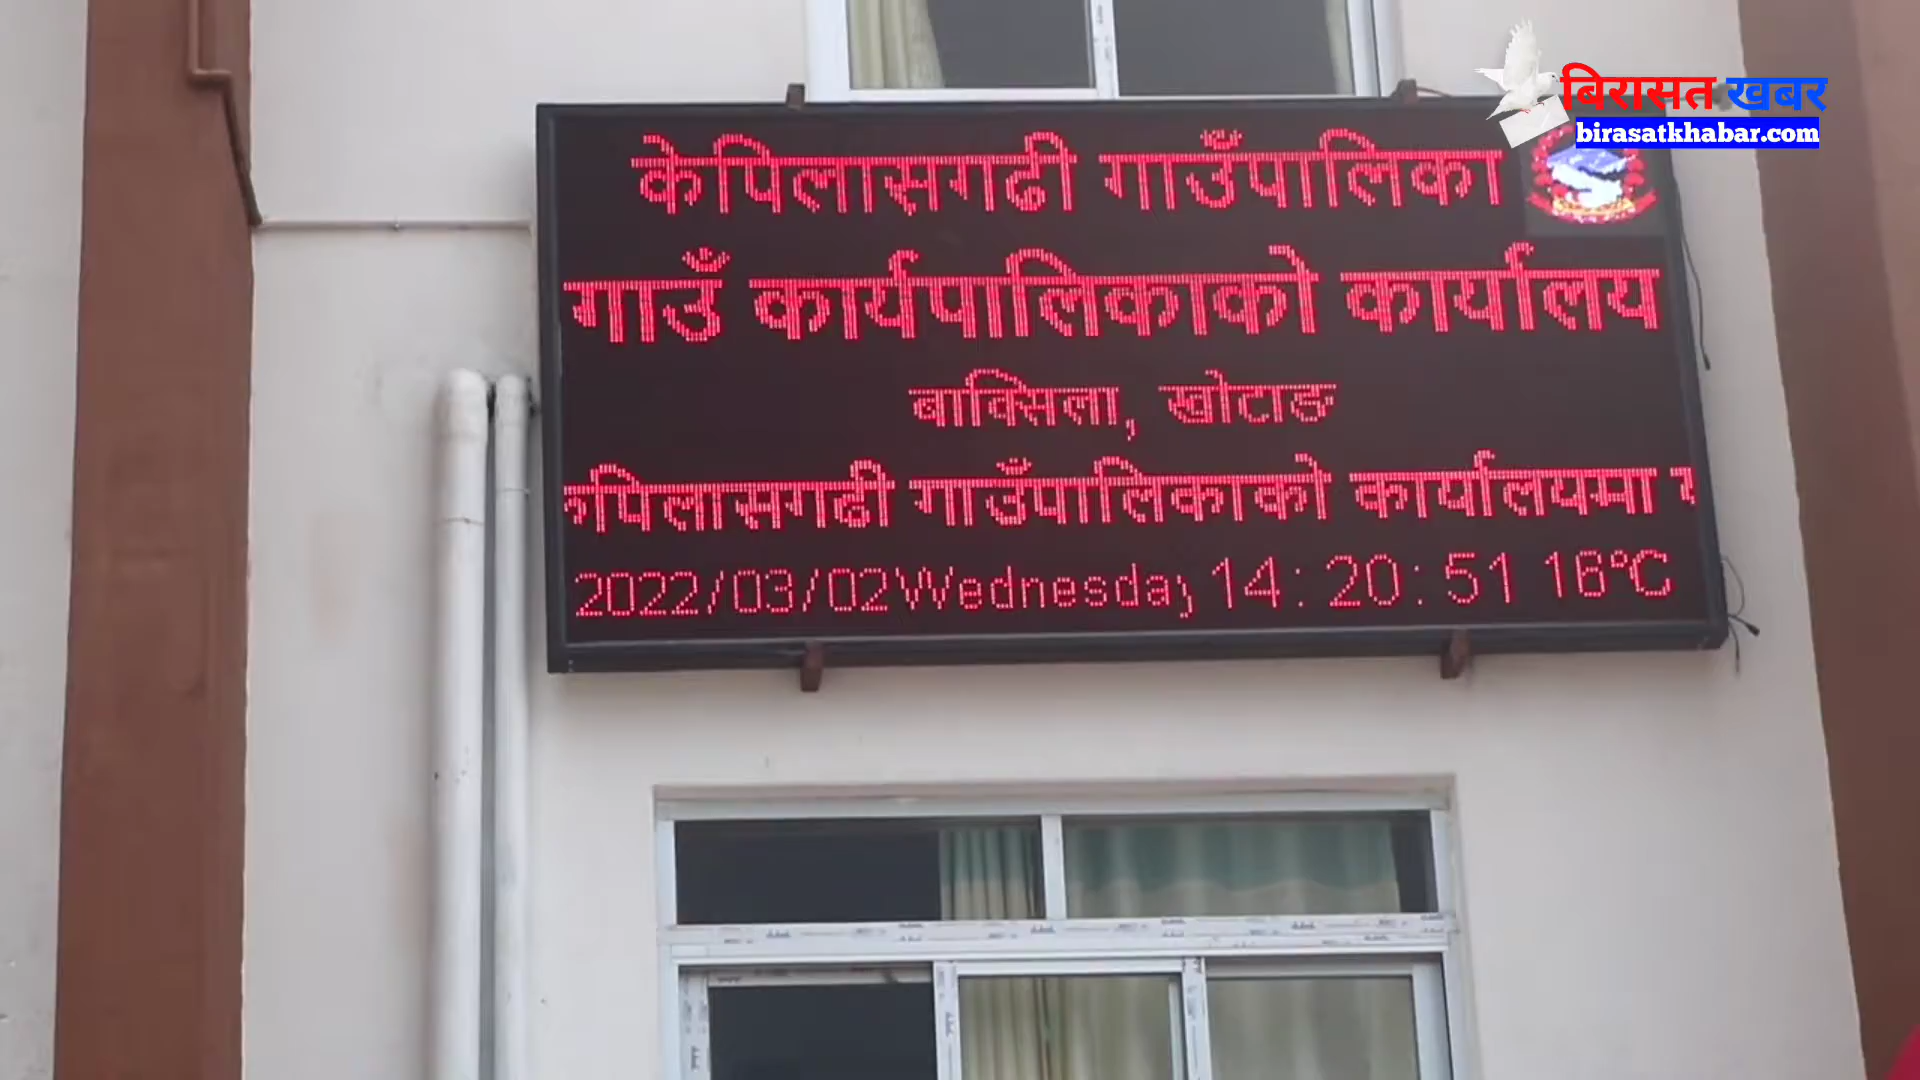 बिरासत खबर
birasatkhabar.com
केपिलासगढी गाउँपालिका
गाउँ कार्यपालिकाको कार्यालय
बाक्सिला, खोटाङ
केपिलासगढी गाउँपालिकाको कार्यालयमा
2022/03/02 Wednesday 14:20:51 16°C